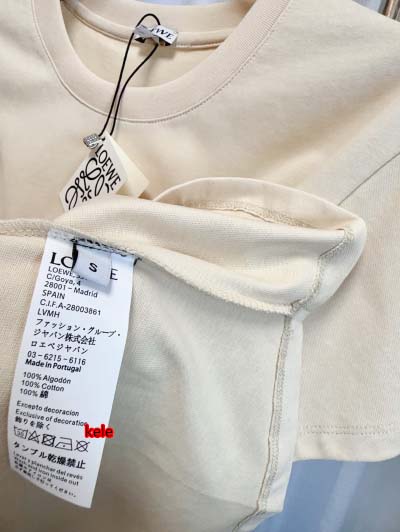 LOEWE
LOEWE
S
LOEWE S.
C/Goya, 4
28001 - Madrid
SPAIN
C.I.F.A-28003861
LVMH
ファッション・グループ・
ジャパン株式会社
ロエベジャパン
03 - 6215 - 6116
Made in Portugal
100% Algodón
100% Cotton
100% 綿
Excepto decoracion
Exclusive of decoration
飾りを除く
kele
タンブル乾燥禁止